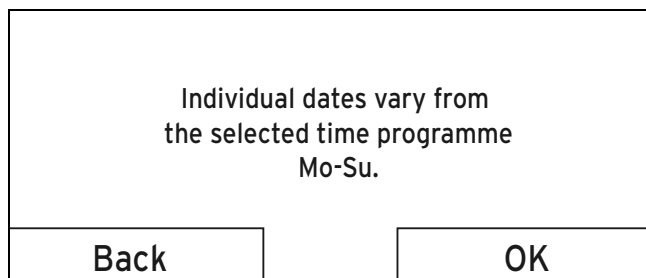 Individual dates vary from
the selected time programme
Mo-Su.
Back
OK